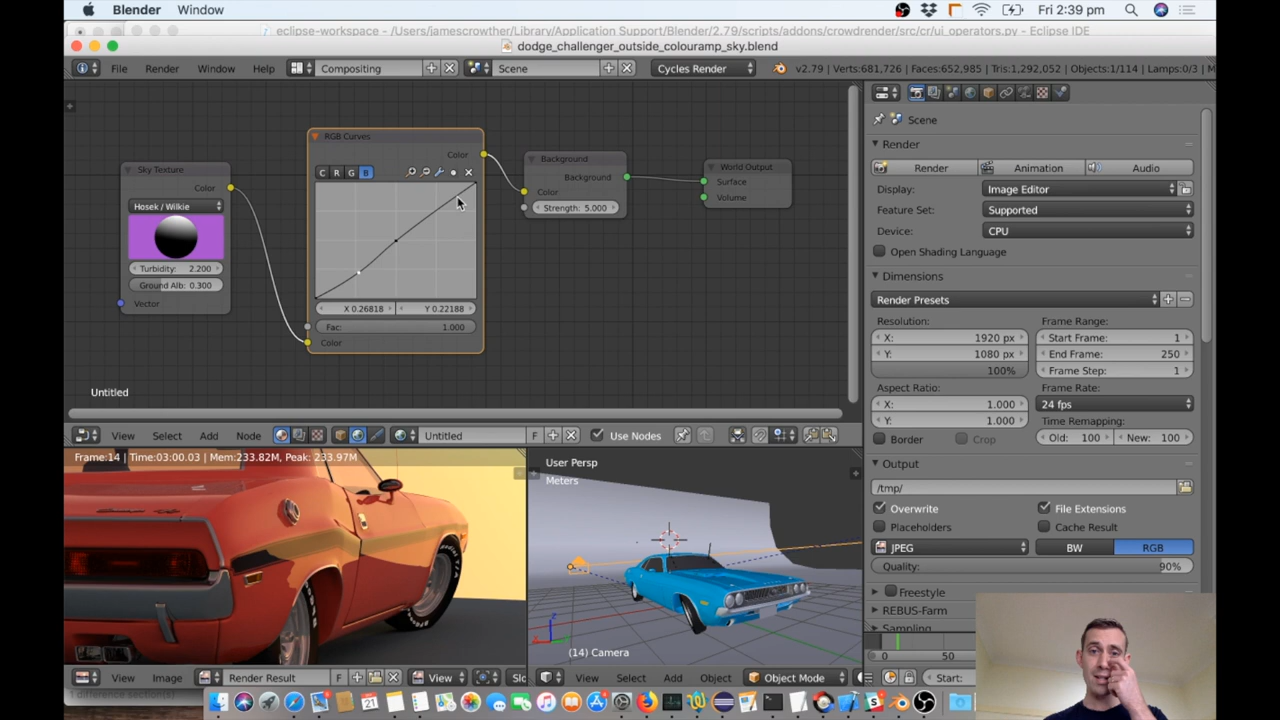 Blender Window Fri 2:39 pm
eclipse-workspace - /Users/jamescrowther/Library/Application Support/Blender/2.79/scripts/addons/crowdrender/src/cr/ui_operators.py - Eclipse IDE
dodge_challenger_outside_colouramp_sky.blend
File Render Window Help Compositing Scene Cycles Render v2.79 | Verts:681,726 | Faces:652,985 | Tris:1,292,052 | Objects:1/114 | Lamps:0/3 | M
Sky Texture
Color
Hosek / Wilkie
Turbidity: 2.200
Ground Alb: 0.300
Vector
RGB Curves
Color
C R G B
X 0.26818 Y 0.22188
Fac: 1.000
Color
Background
Background
Color
Strength: 5.000
World Output
Surface
Volume
Untitled
View Select Add Node Untitled F Use Nodes
Frame:14 | Time:03:00.03 | Mem:233.82M, Peak: 233.97M
View Image Render Result F View Slo
User Persp
Meters
(14) Camera
View Select Add Object Object Mode
Scene
Render
Render Animation Audio
Display: Image Editor
Feature Set: Supported
Device: CPU
Open Shading Language
Dimensions
Render Presets
Resolution:
X: 1920 px
Y: 1080 px
100%
Aspect Ratio:
X: 1.000
Y: 1.000
Border Crop
Frame Range:
Start Frame: 1
End Frame: 250
Frame Step: 1
Frame Rate:
24 fps
Time Remapping:
Old: 100 New: 100
Output
/tmp/
Overwrite File Extensions
Placeholders Cache Result
JPEG BW RGB
Quality: 90%
Freestyle
REBUS-Farm
Sampling
0 50
Start: